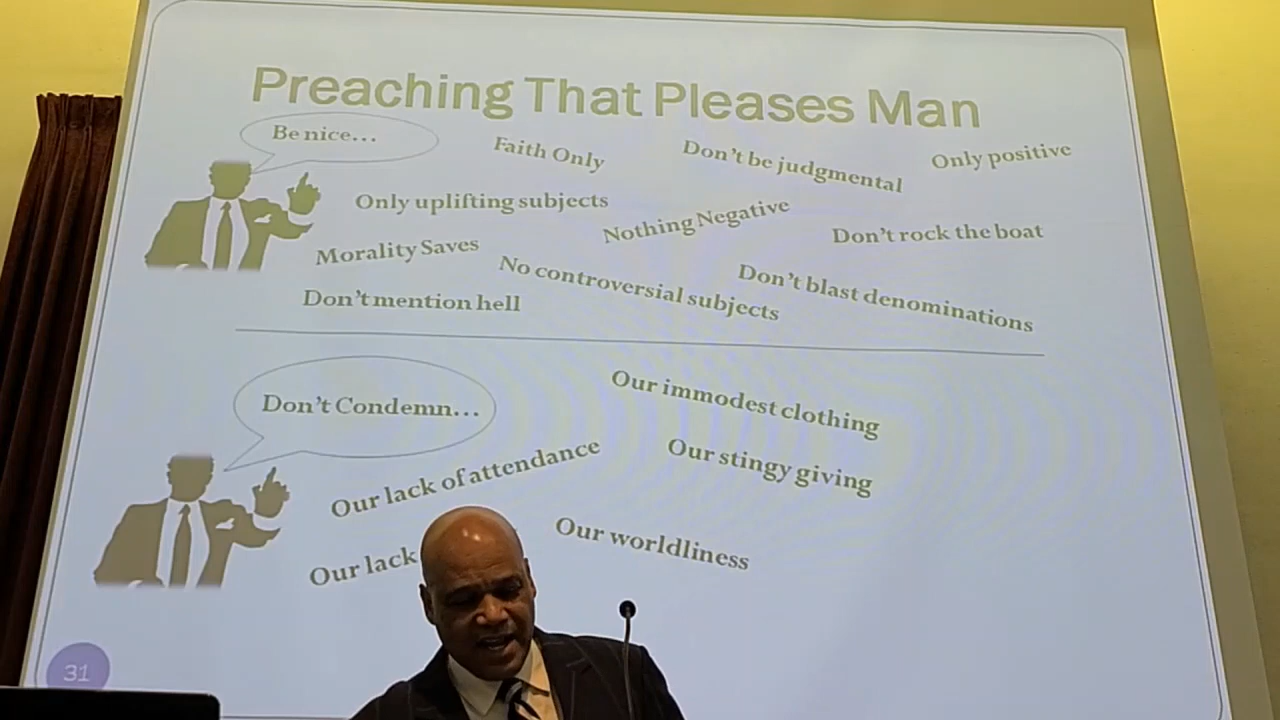 Preaching That Pleases Man
Be nice...
Faith Only
Don't be judgmental
Only positive
Only uplifting subjects
Nothing Negative
Don't rock the boat
Morality Saves
No controversial subjects
Don't blast denominations
Don't mention hell
Don't Condemn...
Our immodest clothing
Our lack of attendance
Our stingy giving
Our lack
Our worldliness
31